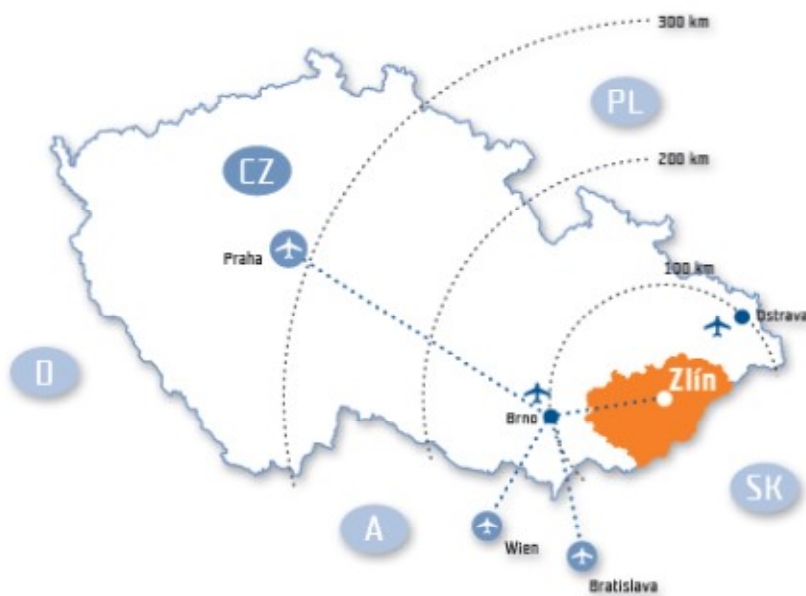 300 km
PL
200 km
CZ
Praha
100 km
Ostrava
D
Zlín
Brno
SK
A
Wien
Bratislava